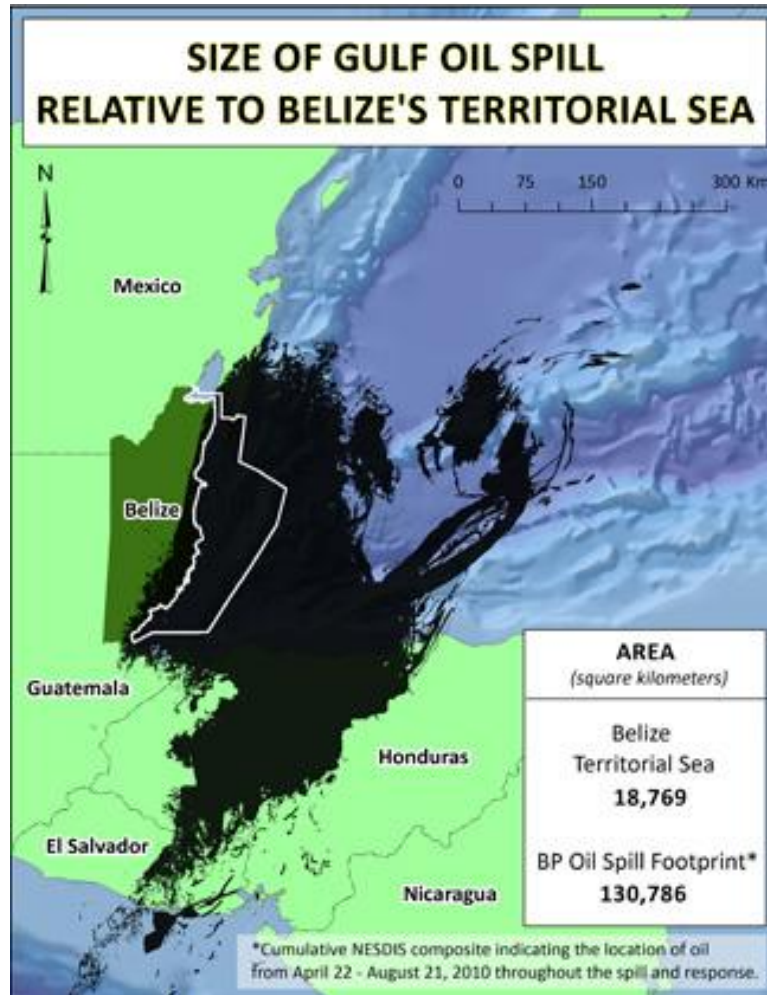 SIZE OF GULF OIL SPILL
RELATIVE TO BELIZE'S TERRITORIAL SEA
N
0 75 150 300 Km
Mexico
Belize
Guatemala
Honduras
El Salvador
Nicaragua
AREA
(square kilometers)
Belize
Territorial Sea
18,769
BP Oil Spill Footprint*
130,786
*Cumulative NESDIS composite indicating the location of oil
from April 22 - August 21, 2010 throughout the spill and response.